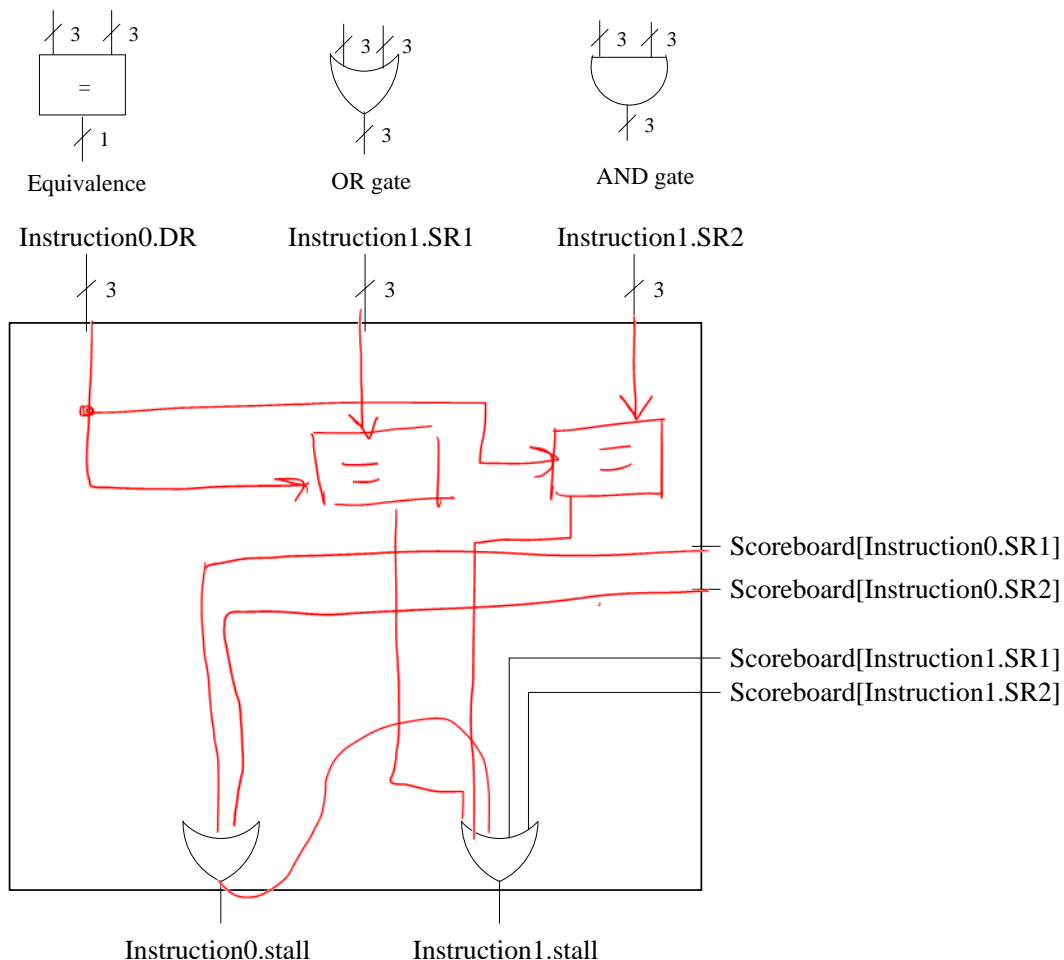 3 3 3 3 3 3
=
1 3 3
Equivalence OR gate AND gate
Instruction0.DR Instruction1.SR1 Instruction1.SR2
3 3 3
= =
Scoreboard[Instruction0.SR1]
Scoreboard[Instruction0.SR2]
Scoreboard[Instruction1.SR1]
Scoreboard[Instruction1.SR2]
Instruction0.stall Instruction1.stall